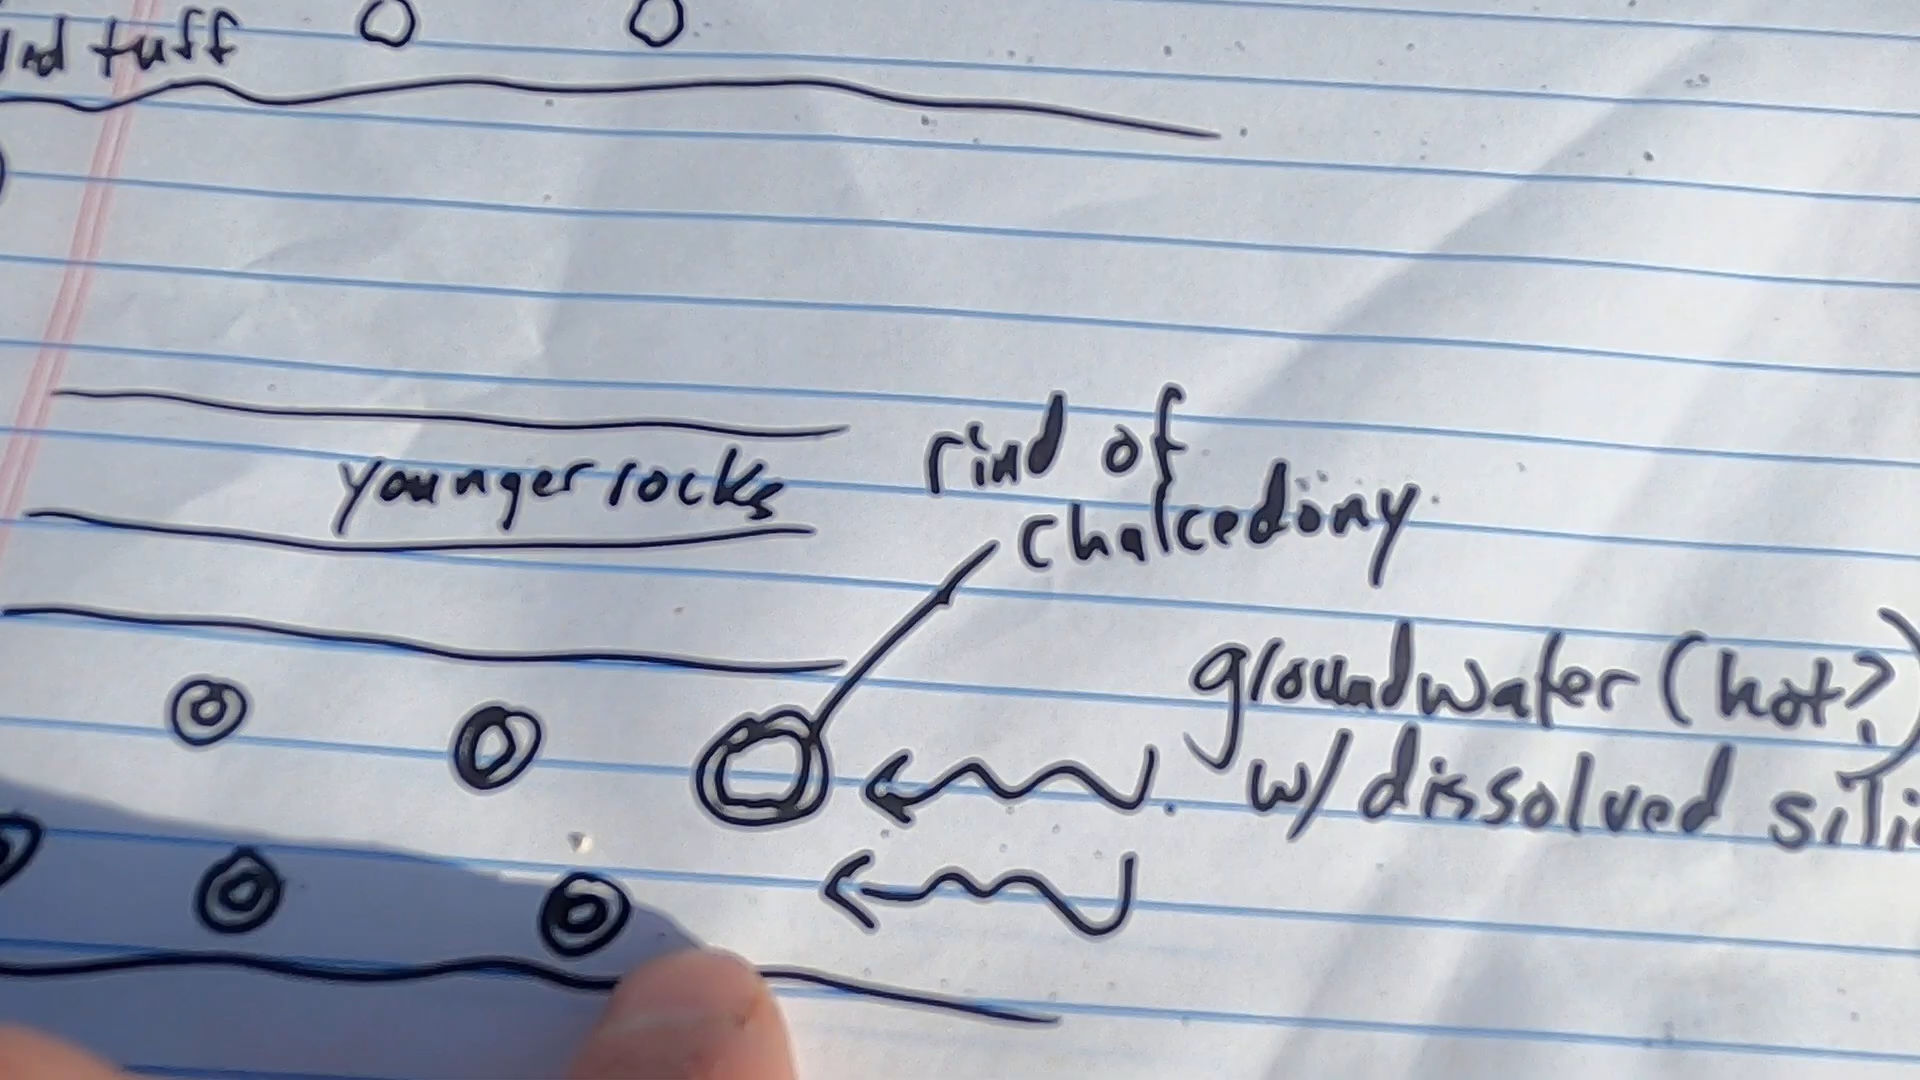 tuff
younger rocks
rind of
chalcedony
groundwater (hot?)
w/ dissolved